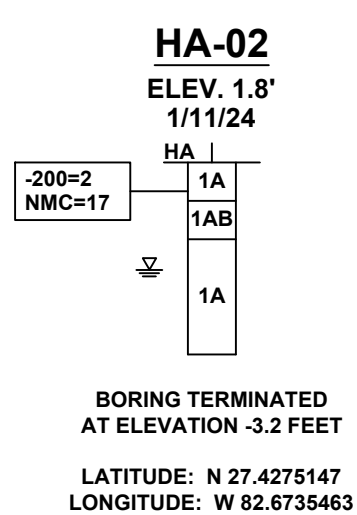 HA-02
ELEV. 1.8'
1/11/24
HA
-200=2
NMC=17
1A
1AB
1A
BORING TERMINATED
AT ELEVATION -3.2 FEET
LATITUDE: N 27.4275147
LONGITUDE: W 82.6735463